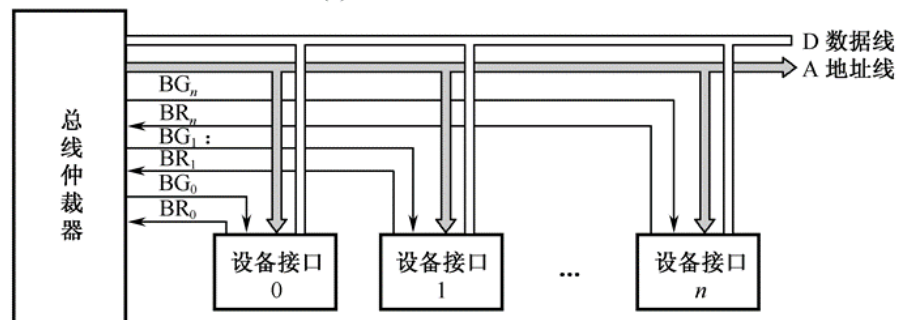 D 数据线
A 地址线
BGₙ
BRₙ
BG₁：
BR₁
BG₀
BR₀
总线仲裁器
设备接口
0
设备接口
1
...
设备接口
n